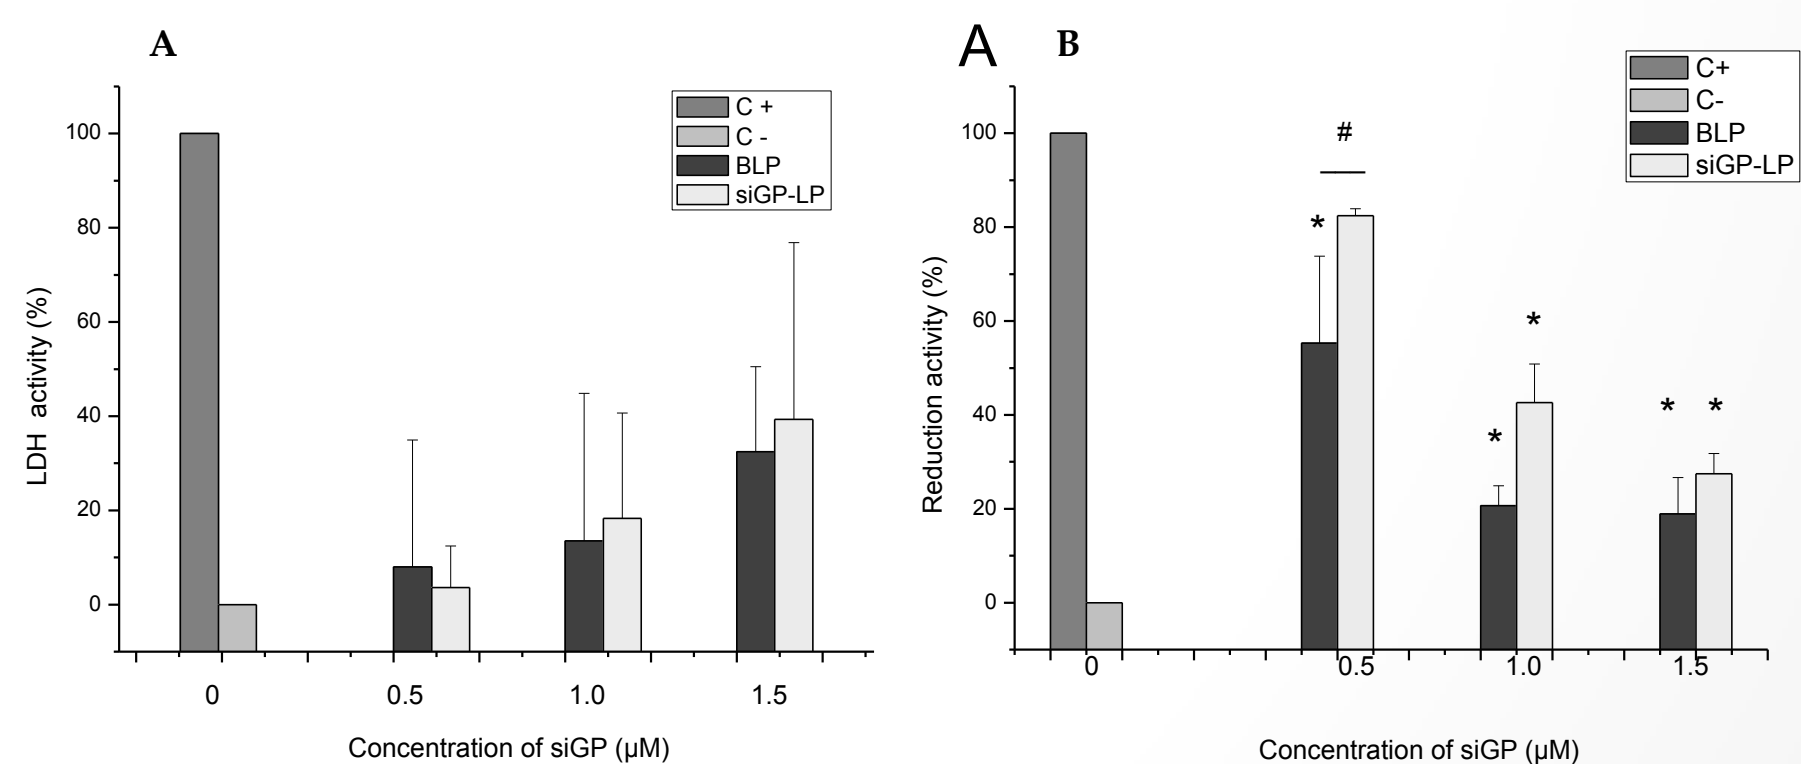 A
C +
C -
BLP
siGP-LP
100
80
60
40
20
0
LDH activity (%)
0 0.5 1.0 1.5
Concentration of siGP (µM)
A B
C+
C-
BLP
siGP-LP
#
*
*
*
* *
100
80
60
40
20
0
Reduction activity (%)
0 0.5 1.0 1.5
Concentration of siGP (µM)